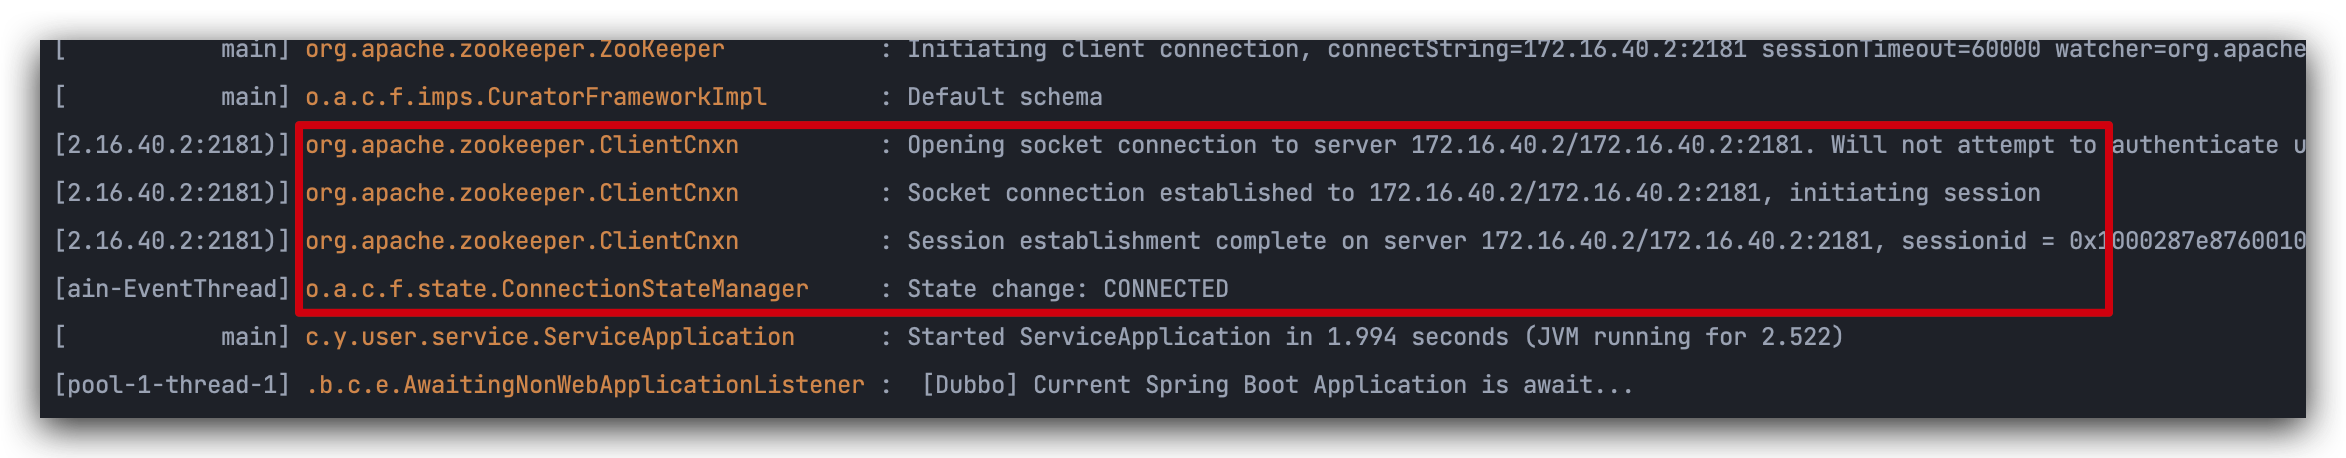 [           main] org.apache.zookeeper.ZooKeeper           : Initiating client connection, connectString=172.16.40.2:2181 sessionTimeout=60000 watcher=org.apache
[           main] o.a.c.f.imps.CuratorFrameworkImpl        : Default schema
[2.16.40.2:2181)] org.apache.zookeeper.ClientCnxn          : Opening socket connection to server 172.16.40.2/172.16.40.2:2181. Will not attempt to authenticate u
[2.16.40.2:2181)] org.apache.zookeeper.ClientCnxn          : Socket connection established to 172.16.40.2/172.16.40.2:2181, initiating session
[2.16.40.2:2181)] org.apache.zookeeper.ClientCnxn          : Session establishment complete on server 172.16.40.2/172.16.40.2:2181, sessionid = 0x1000287e8760010
[ain-EventThread] o.a.c.f.state.ConnectionStateManager     : State change: CONNECTED
[           main] c.y.user.service.ServiceApplication      : Started ServiceApplication in 1.994 seconds (JVM running for 2.522)
[pool-1-thread-1] .b.c.e.AwaitingNonWebApplicationListener :  [Dubbo] Current Spring Boot Application is await...